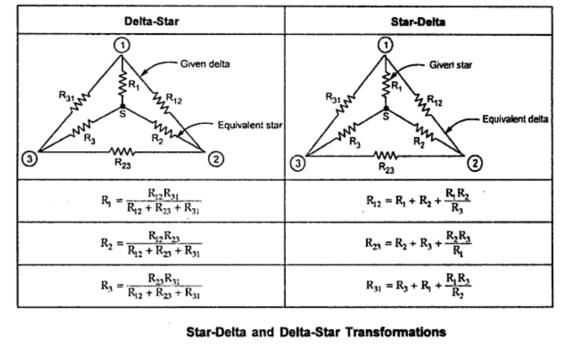 Delta-Star
Star-Delta
1
Given delta
R31
R1
R12
S
Equivalent star
R3
R2
3
R23
2
1
Given star
R31
R1
R12
S
Equivalent delta
R3
R2
3
R23
2
R1 = R12R31 / R12 + R23 + R31
R12 = R1 + R2 + R1R2 / R3
R2 = R12R23 / R12 + R23 + R31
R23 = R2 + R3 + R2R3 / R1
R3 = R23R31 / R12 + R23 + R31
R31 = R3 + R1 + R1R3 / R2
Star-Delta and Delta-Star Transformations